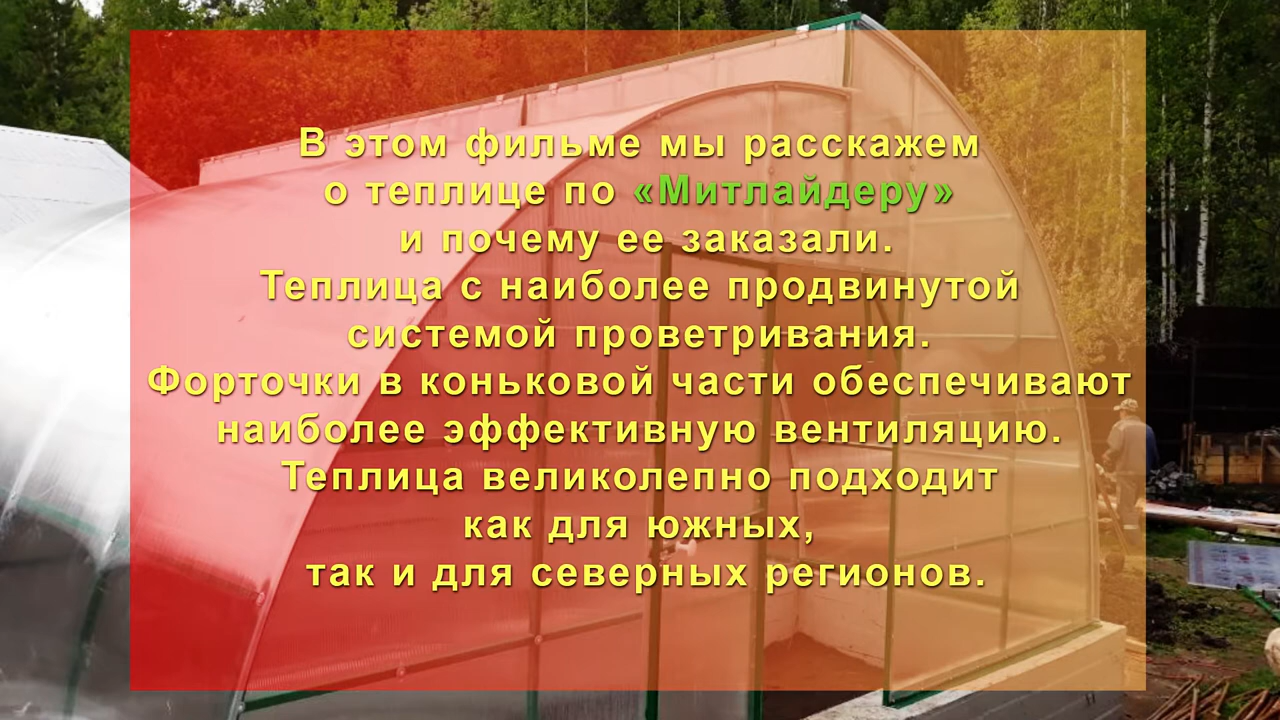 В этом фильме мы расскажем
о теплице по «Митлайдеру»
и почему ее заказали.
Теплица с наиболее продвинутой
системой проветривания.
Форточки в коньковой части обеспечивают
наиболее эффективную вентиляцию.
Теплица великолепно подходит
как для южных,
так и для северных регионов.